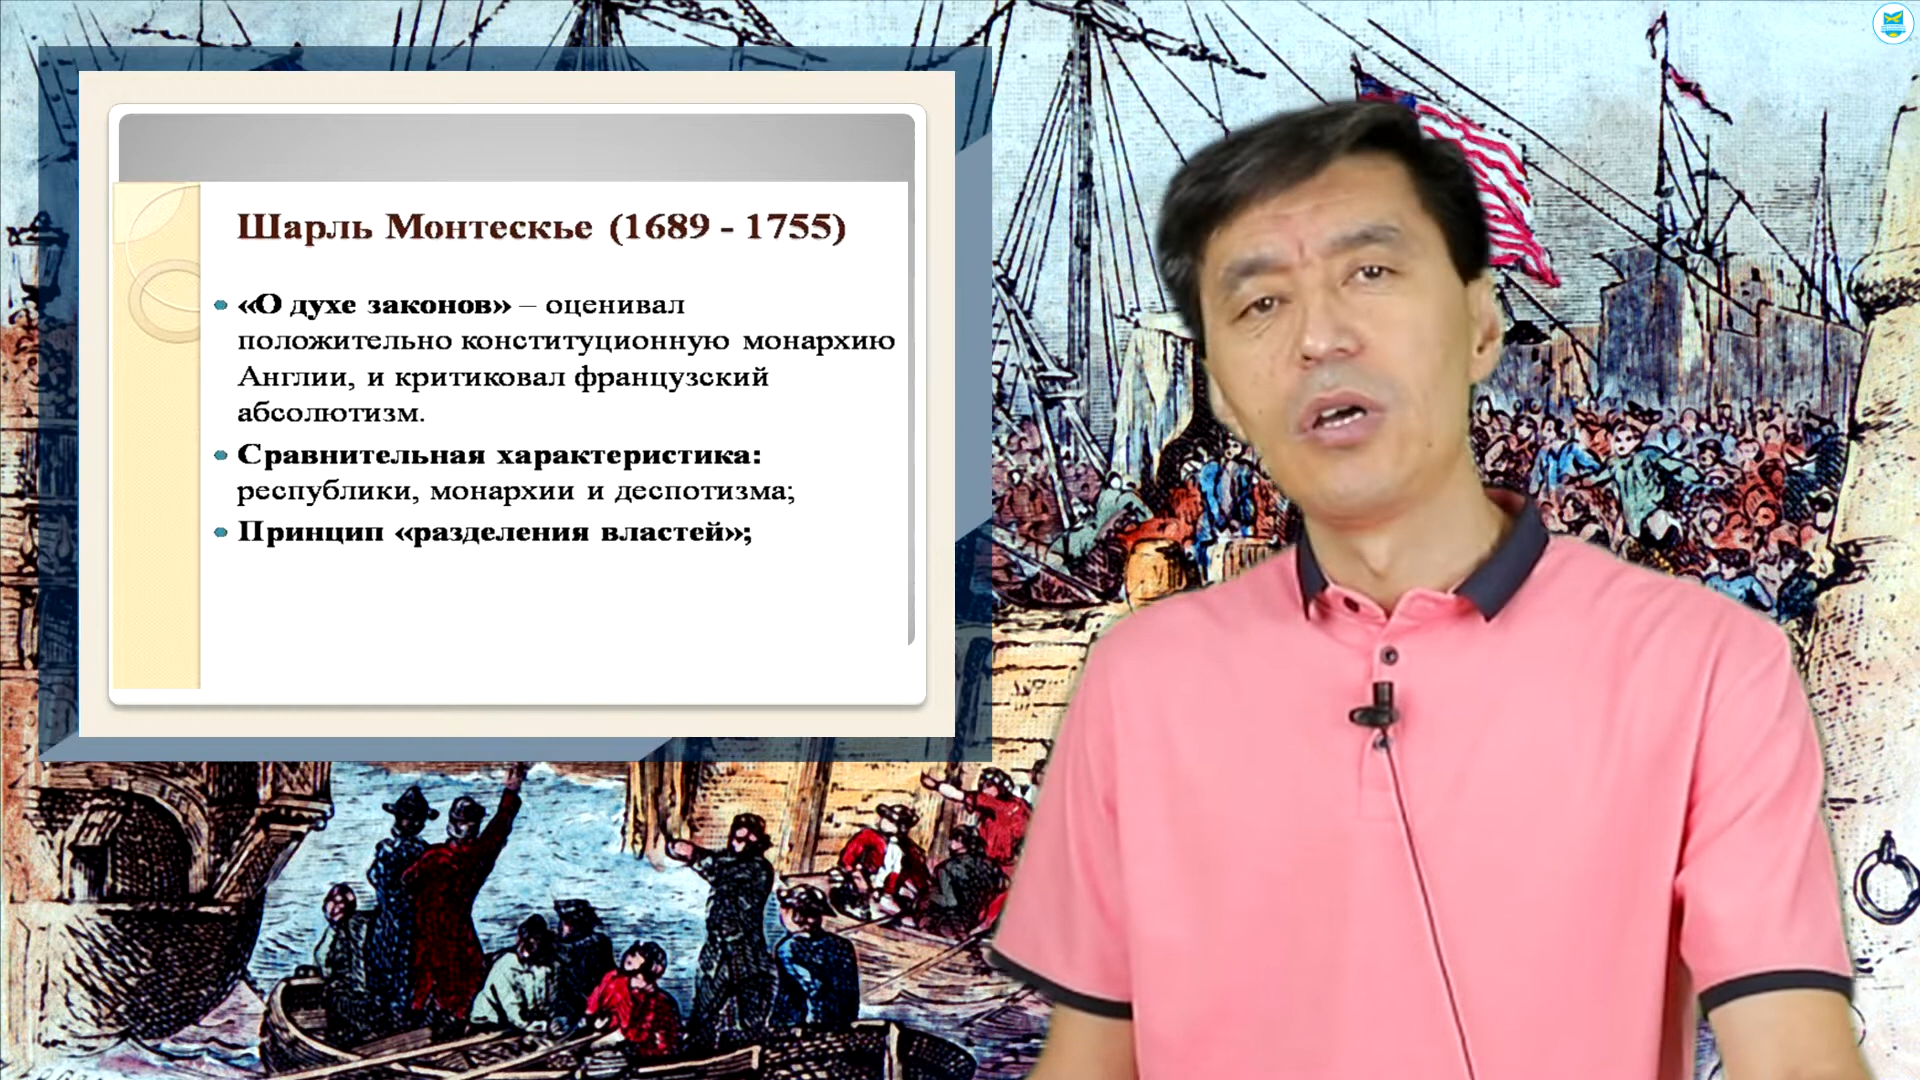 Шарль Монтескье (1689 - 1755)
«О духе законов» – оценивал
положительно конституционную монархию
Англии, и критиковал французский
абсолютизм.
Сравнительная характеристика:
республики, монархии и деспотизма;
Принцип «разделения властей»;